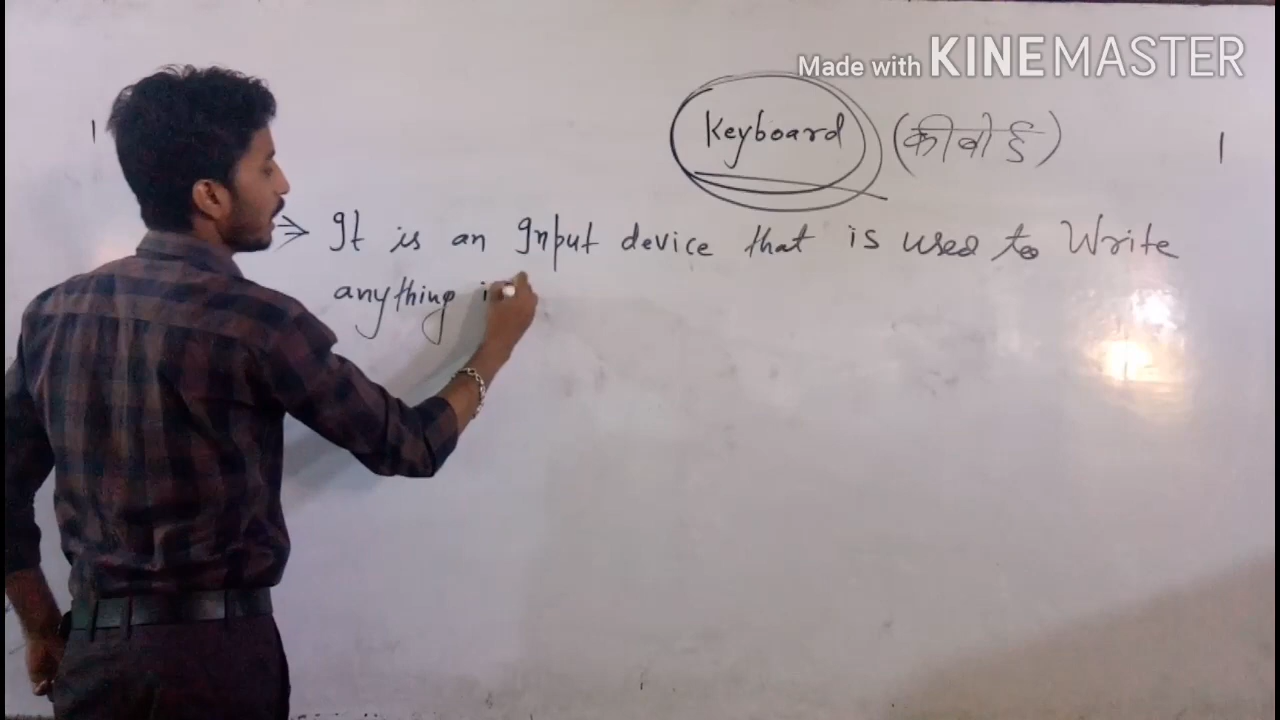 Made with KINEMASTER
Keyboard (कीबोर्ड)
It is an Input device that is used to Write
anything